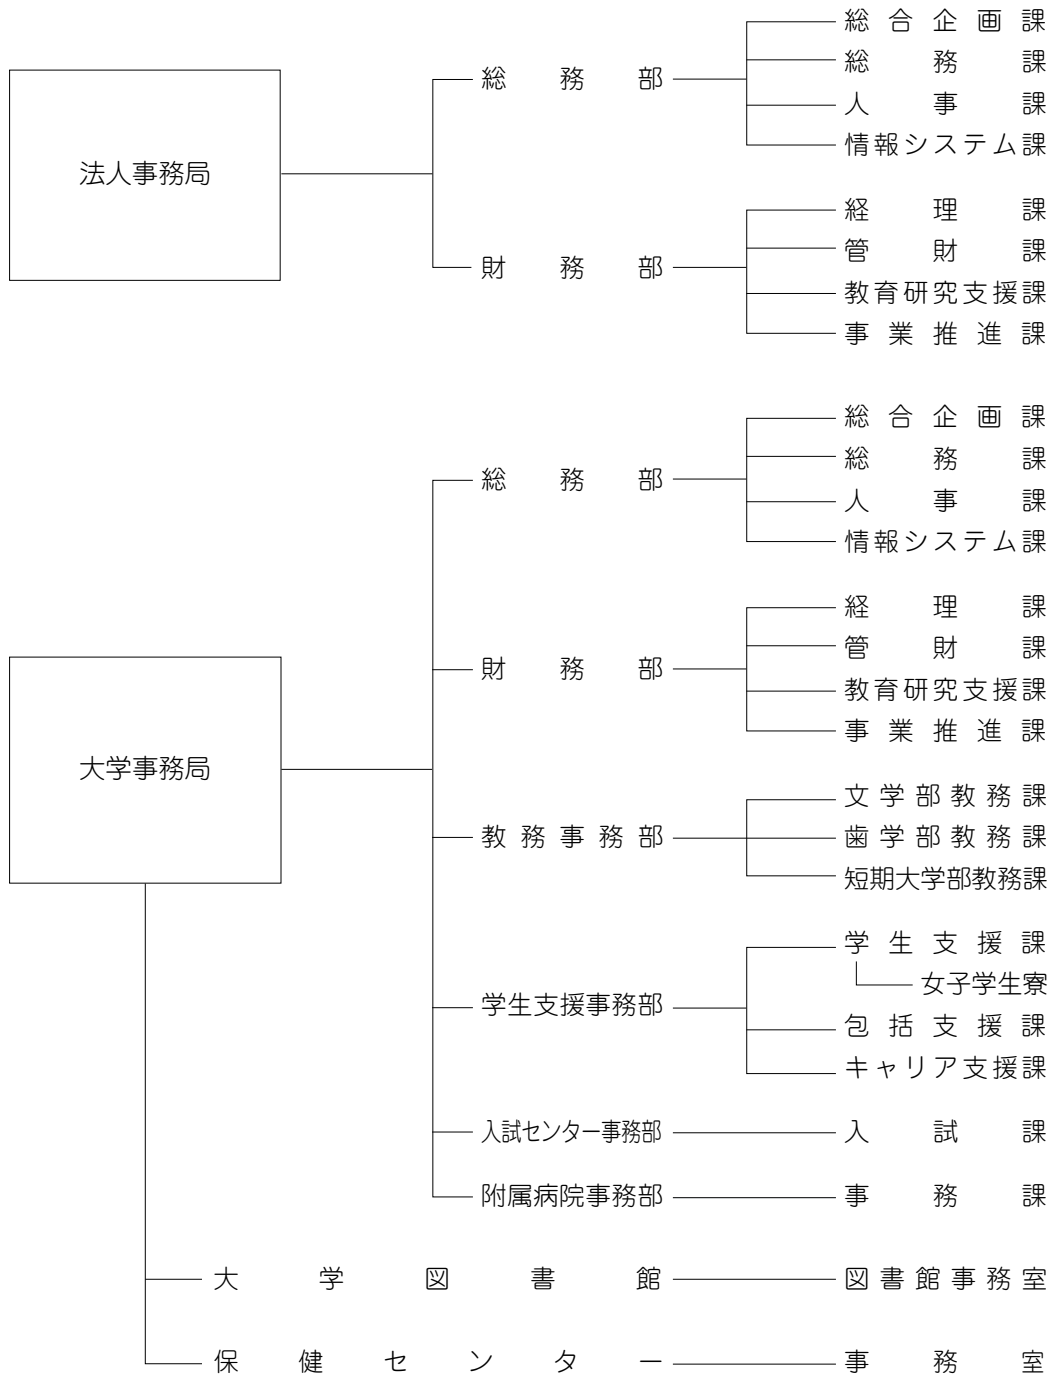 法人事務局
総務部
総合企画課
総務課
人事課
情報システム課
財務部
経理課
管財課
教育研究支援課
事業推進課
大学事務局
総務部
総合企画課
総務課
人事課
情報システム課
財務部
経理課
管財課
教育研究支援課
事業推進課
教務事務部
文学部教務課
歯学部教務課
短期大学部教務課
学生支援事務部
学生支援課
女子学生寮
包括支援課
キャリア支援課
入試センター事務部
入試課
附属病院事務部
事務課
大学図書館
図書館事務室
保健センター
事務室